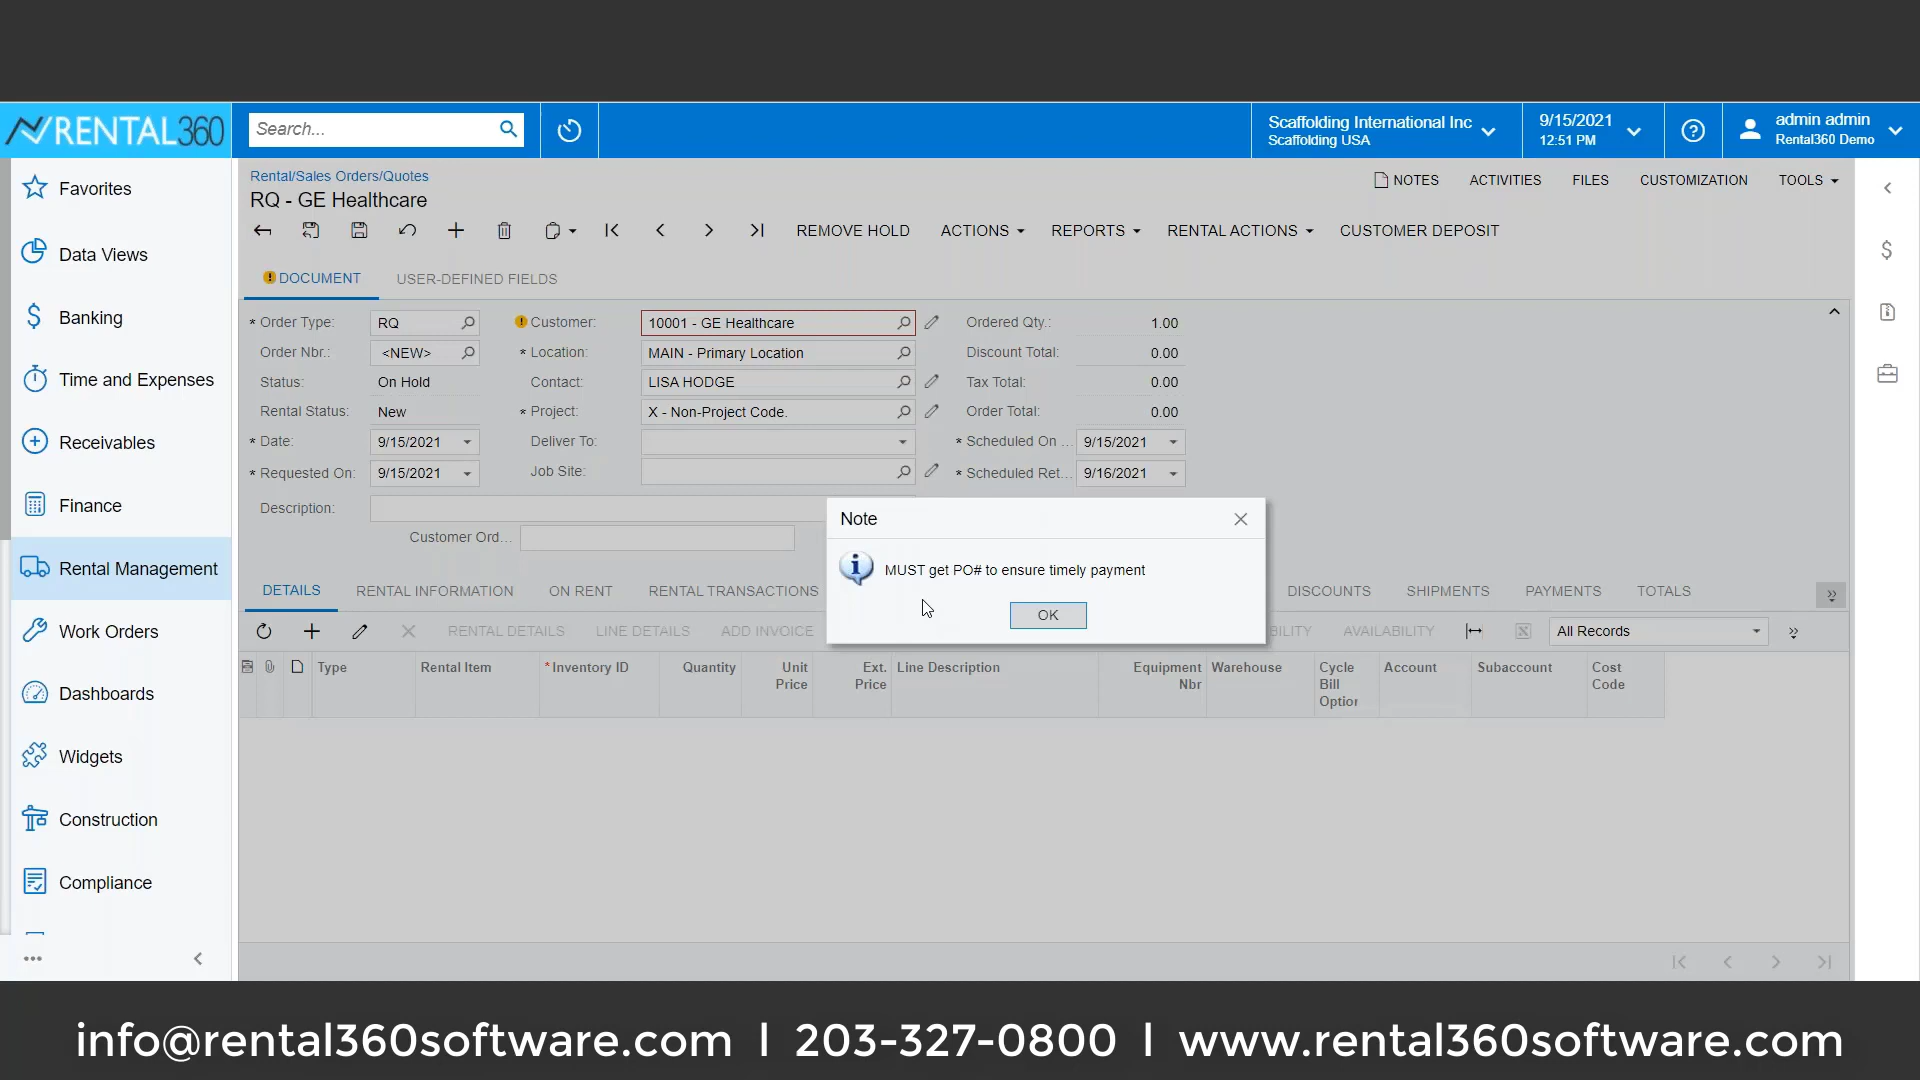 RENTAL360
Search...
Scaffolding International Inc
Scaffolding USA
9/15/2021
12:51 PM
admin admin
Rental360 Demo
Favorites
Data Views
Banking
Time and Expenses
Receivables
Finance
Rental Management
Work Orders
Dashboards
Widgets
Construction
Compliance
Rental/Sales Orders/Quotes
RQ - GE Healthcare
NOTES ACTIVITIES FILES CUSTOMIZATION TOOLS
REMOVE HOLD ACTIONS REPORTS RENTAL ACTIONS CUSTOMER DEPOSIT
DOCUMENT USER-DEFINED FIELDS
* Order Type: RQ Customer: 10001 - GE Healthcare Ordered Qty.: 1.00
Order Nbr.: <NEW> * Location: MAIN - Primary Location Discount Total: 0.00
Status: On Hold Contact: LISA HODGE Tax Total: 0.00
Rental Status: New * Project: X - Non-Project Code. Order Total: 0.00
* Date: 9/15/2021 Deliver To: * Scheduled On ... 9/15/2021
* Requested On: 9/15/2021 Job Site: * Scheduled Ret... 9/16/2021
Description:
Customer Ord...
Note
MUST get PO# to ensure timely payment
OK
DETAILS RENTAL INFORMATION ON RENT RENTAL TRANSACTIONS DISCOUNTS SHIPMENTS PAYMENTS TOTALS
RENTAL DETAILS LINE DETAILS ADD INVOICE BILITY AVAILABILITY All Records
Type Rental Item * Inventory ID Quantity Unit Price Ext. Price Line Description Equipment Nbr Warehouse Cycle Bill Option Account Subaccount Cost Code
info@rental360software.com | 203-327-0800 | www.rental360software.com